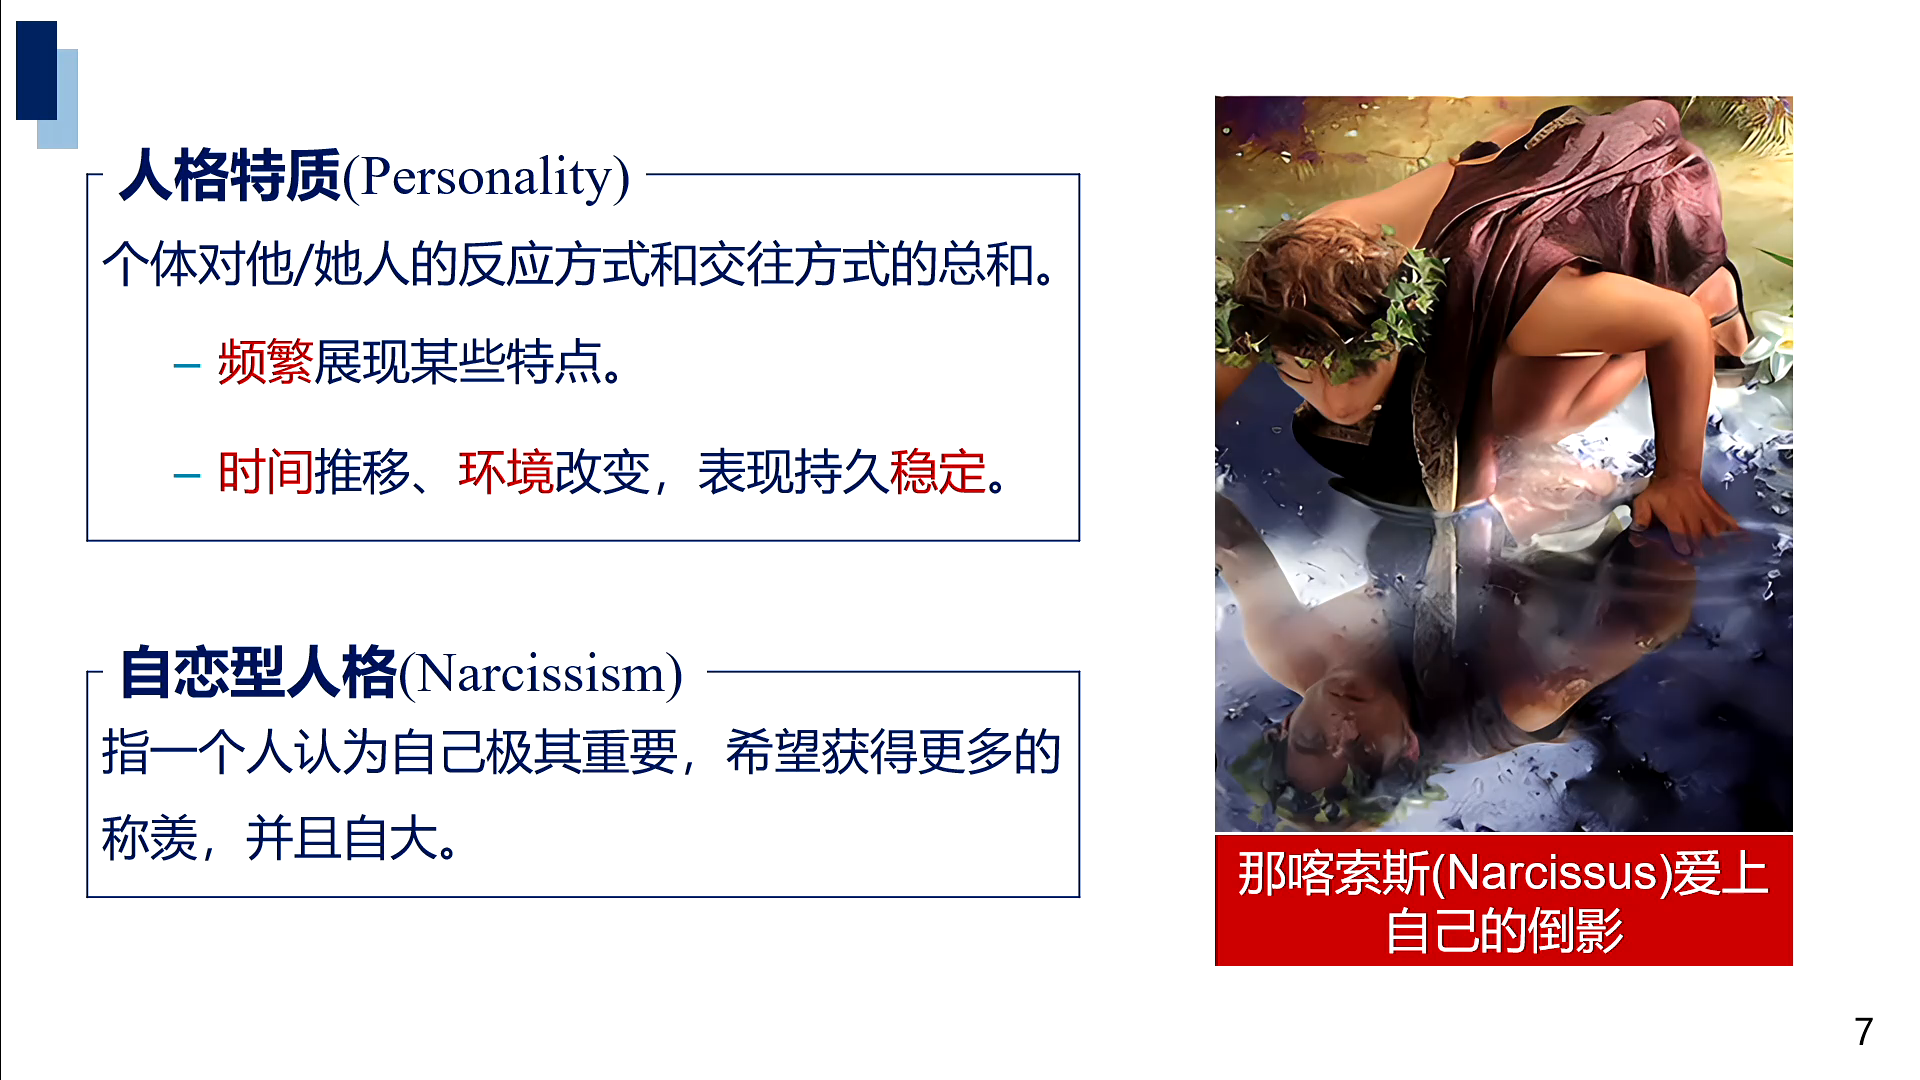 人格特质(Personality)
个体对他/她人的反应方式和交往方式的总和。
– 频繁展现某些特点。
– 时间推移、环境改变，表现持久稳定。
自恋型人格(Narcissism)
指一个人认为自己极其重要，希望获得更多的
称羡，并且自大。
那喀索斯(Narcissus)爱上
自己的倒影
7